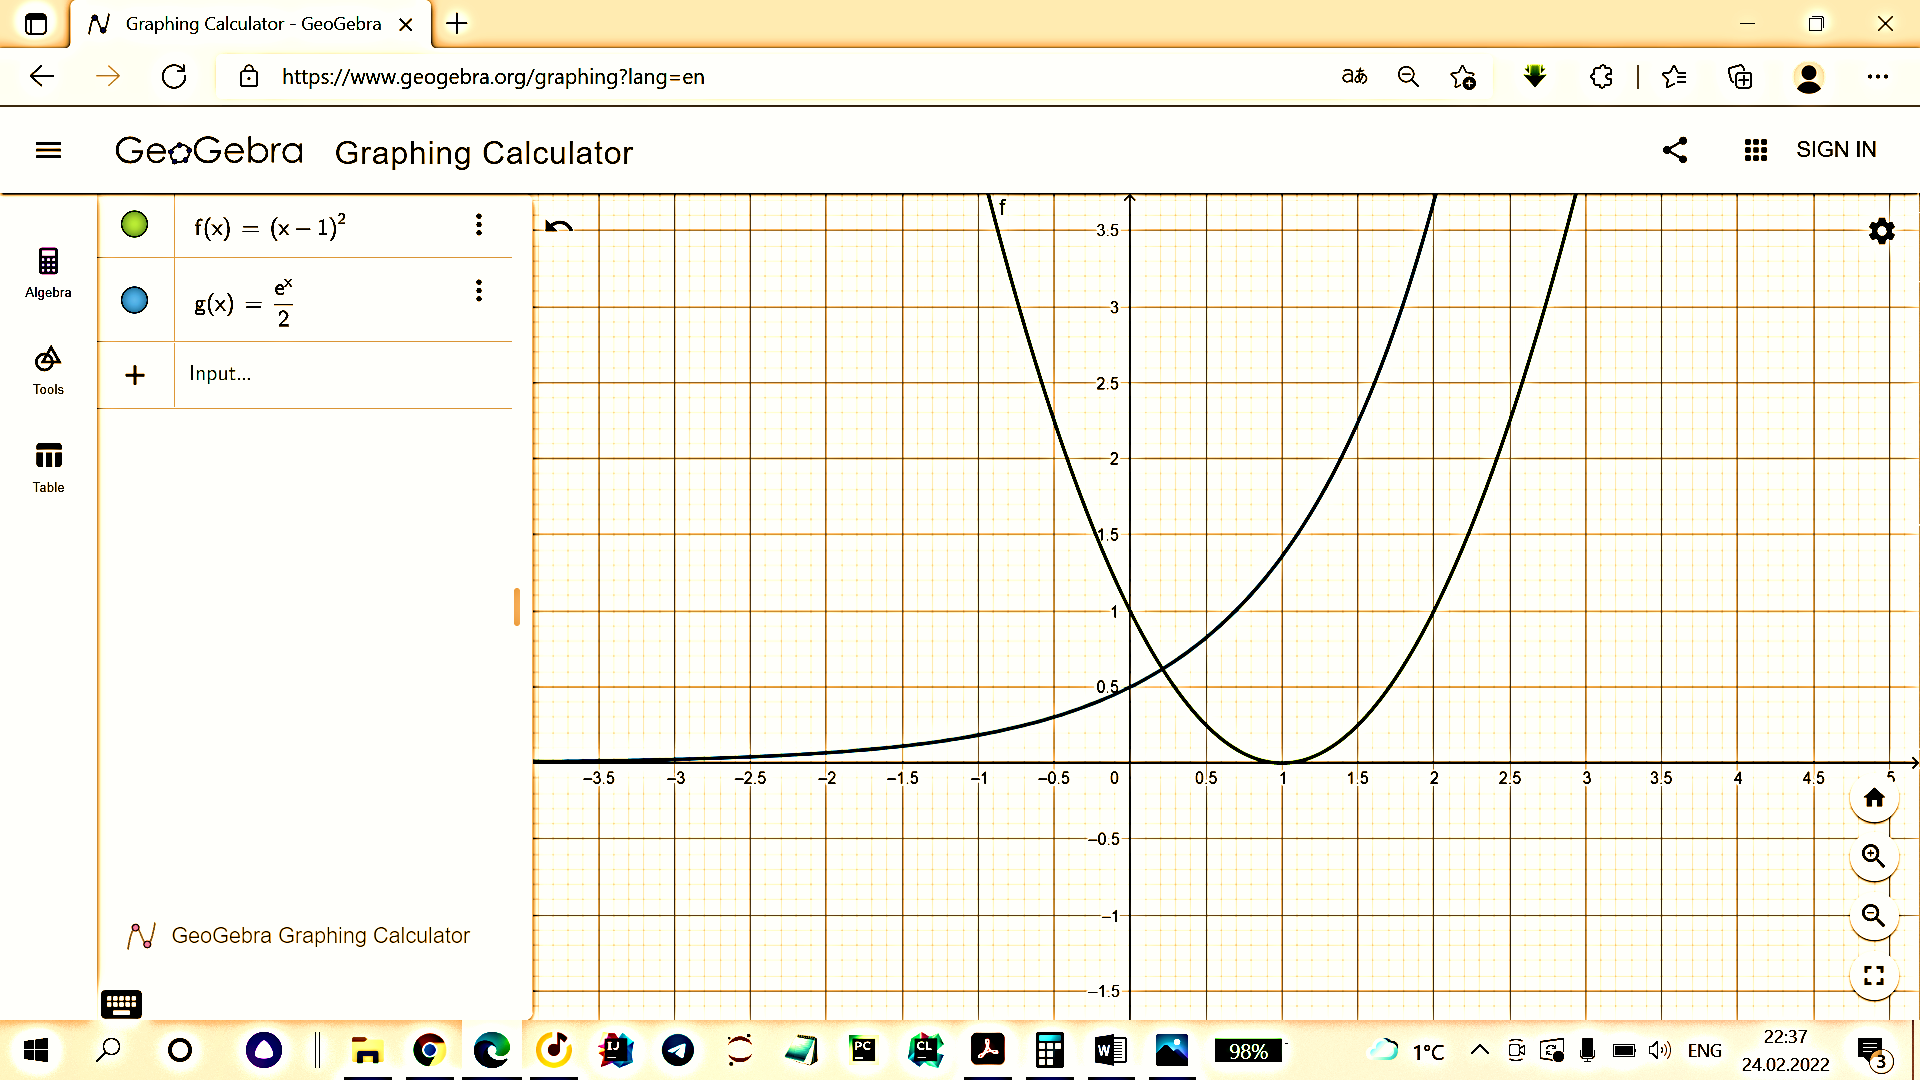 Graphing Calculator - GeoGebra
https://www.geogebra.org/graphing?lang=en
GeoGebra Graphing Calculator
SIGN IN
Algebra
Tools
Table
f(x) = (x – 1)²
g(x) = eˣ/2
Input...
GeoGebra Graphing Calculator
f
3.5
3
2.5
2
1.5
1
0.5
–3.5 –3 –2.5 –2 –1.5 –1 –0.5 0 0.5 1 1.5 2 2.5 3 3.5 4 4.5 5
–0.5
–1
–1.5
IJ
PC
CL
W
98%
1°C
ENG
22:37
24.02.2022
3